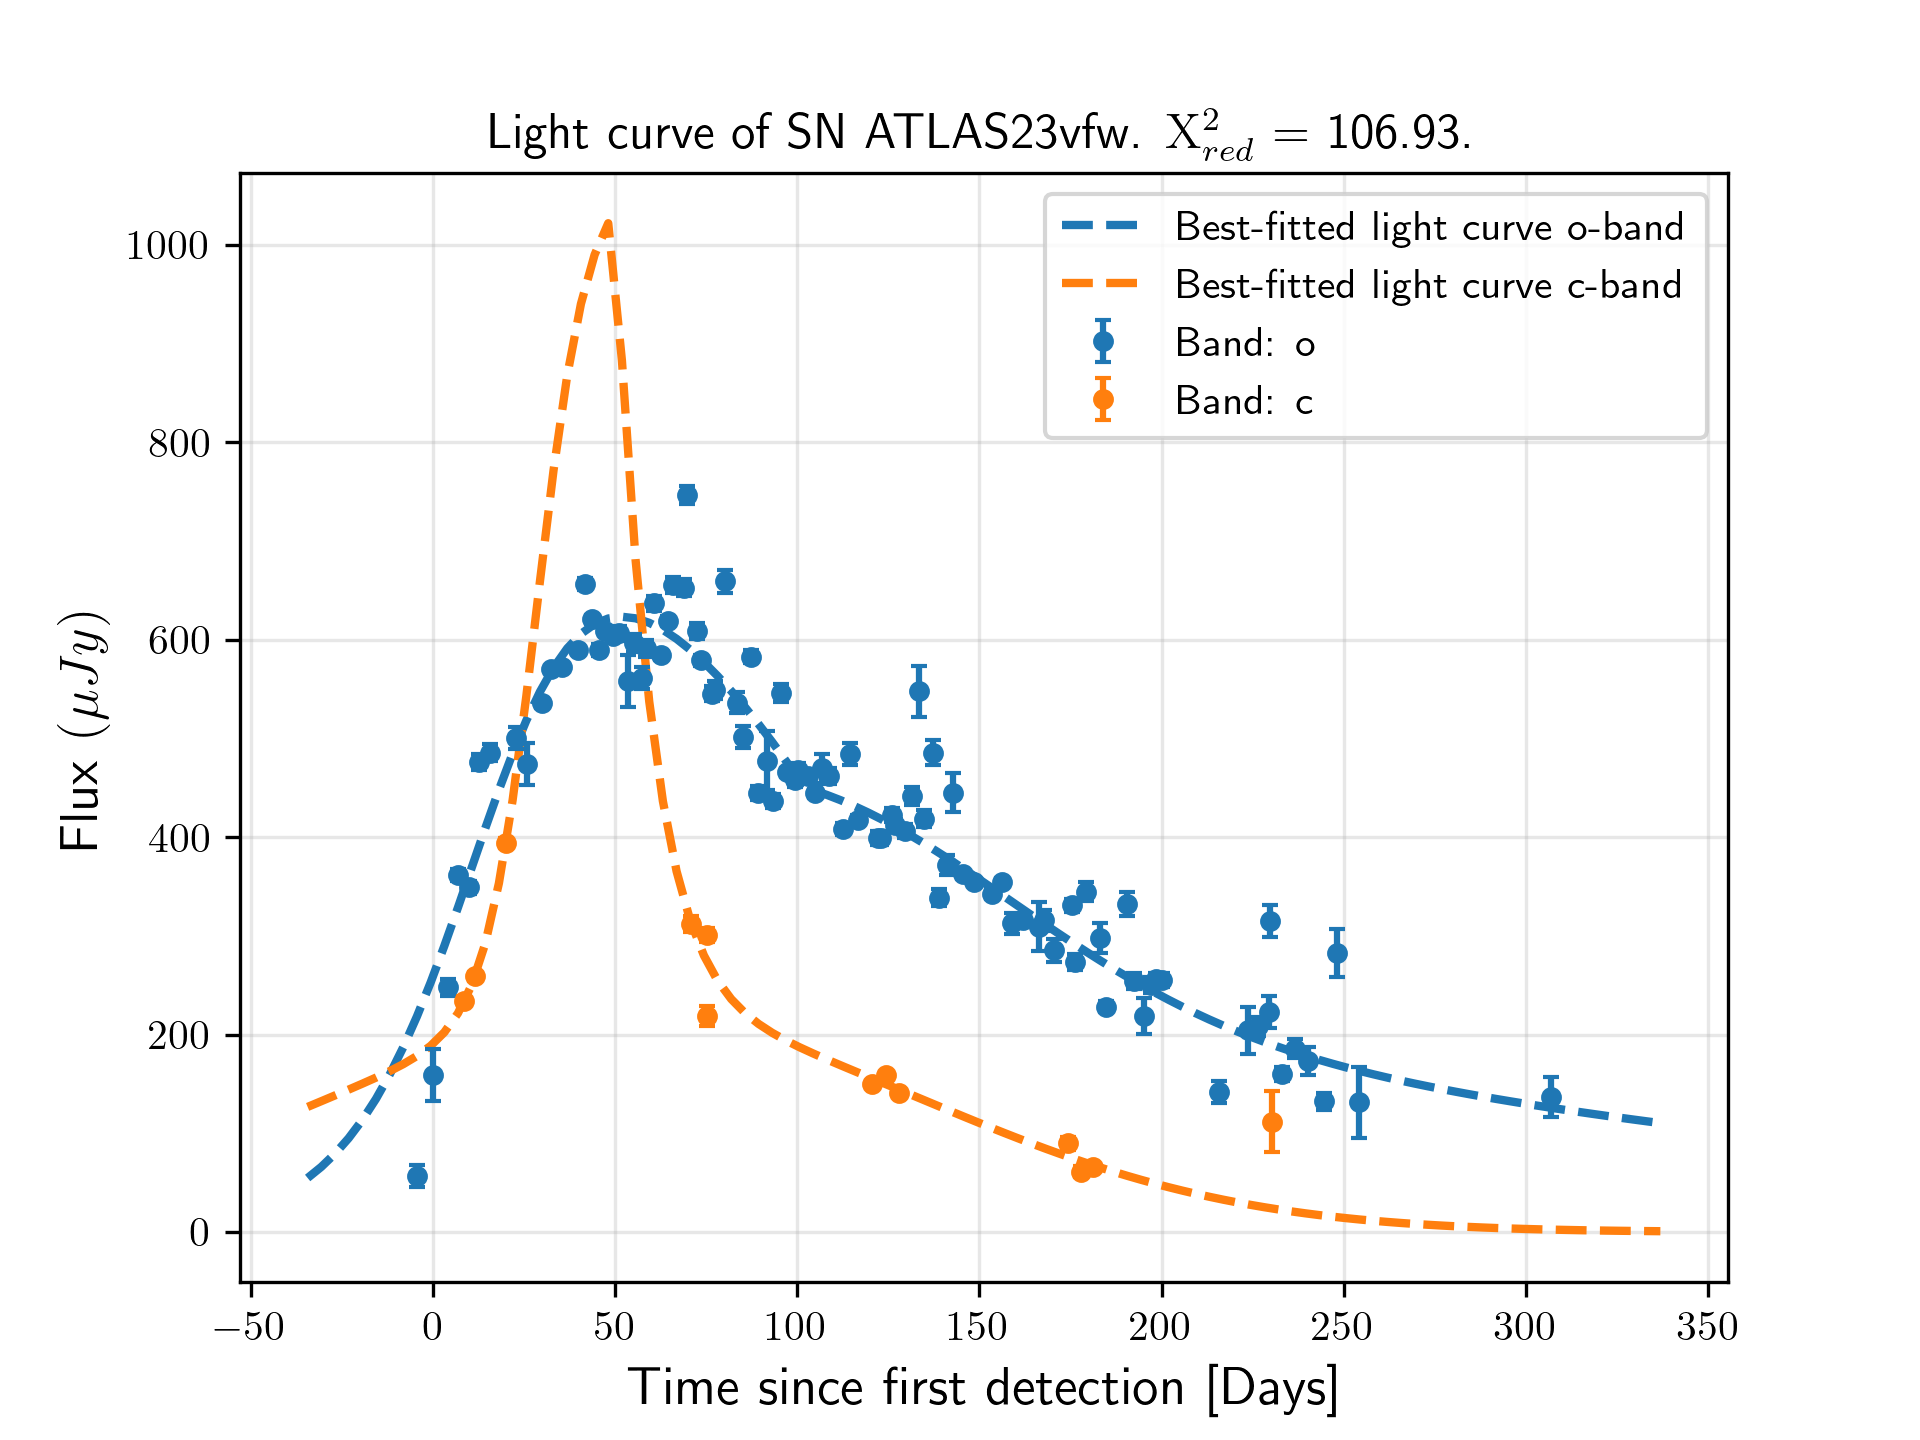 Light curve of SN ATLAS23vfw. X²_red = 106.93.
Best-fitted light curve o-band
Best-fitted light curve c-band
Band: o
Band: c
1000
800
600
400
200
0
Flux (μJy)
−50 0 50 100 150 200 250 300 350
Time since first detection [Days]